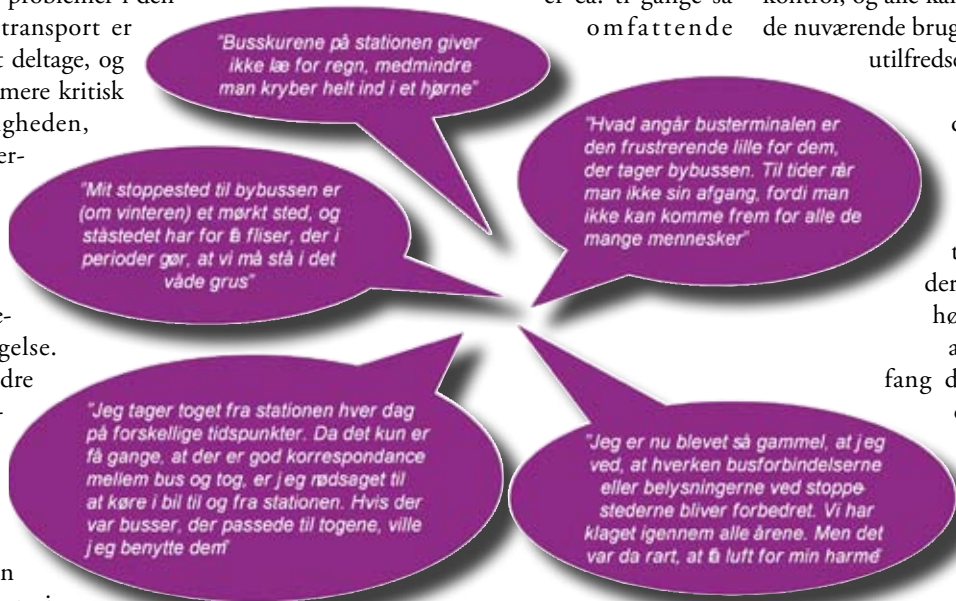 problemer i den
transport er
t deltage, og
mere kritisk
igheden,
er-
e-
gelse.
dre
-
n
er ca. ti gange så
omfattende
kontrol, og alle kan
de nuværende brug
utilfredse
t
der
hø
a
fang d
"Busskurene på stationen giver
ikke læ for regn, medmindre
man kryber helt ind i et hjørne"
"Mit stoppested til bybussen er
(om vinteren) et mørkt sted, og
ståstedet har for få fliser, der i
perioder gør, at vi må stå i det
våde grus"
"Hvad angår busterminalen er
den frustrerende lille for dem,
der tager bybussen. Til tider når
man ikke sin afgang, fordi man
ikke kan komme frem for alle de
mange mennesker"
"Jeg tager toget fra stationen hver dag
på forskellige tidspunkter. Da det kun er
få gange, at der er god korrespondance
mellem bus og tog, er jeg nødsaget til
at køre i bil til og fra stationen. Hvis der
var busser, der passede til togene, ville
jeg benytte dem"
"Jeg er nu blevet så gammel, at jeg
ved, at hverken busforbindelserne
eller belysningerne ved stoppe-
stederne bliver forbedret. Vi har
klaget igennem alle årene. Men det
var da rart, at få luft for min harme"